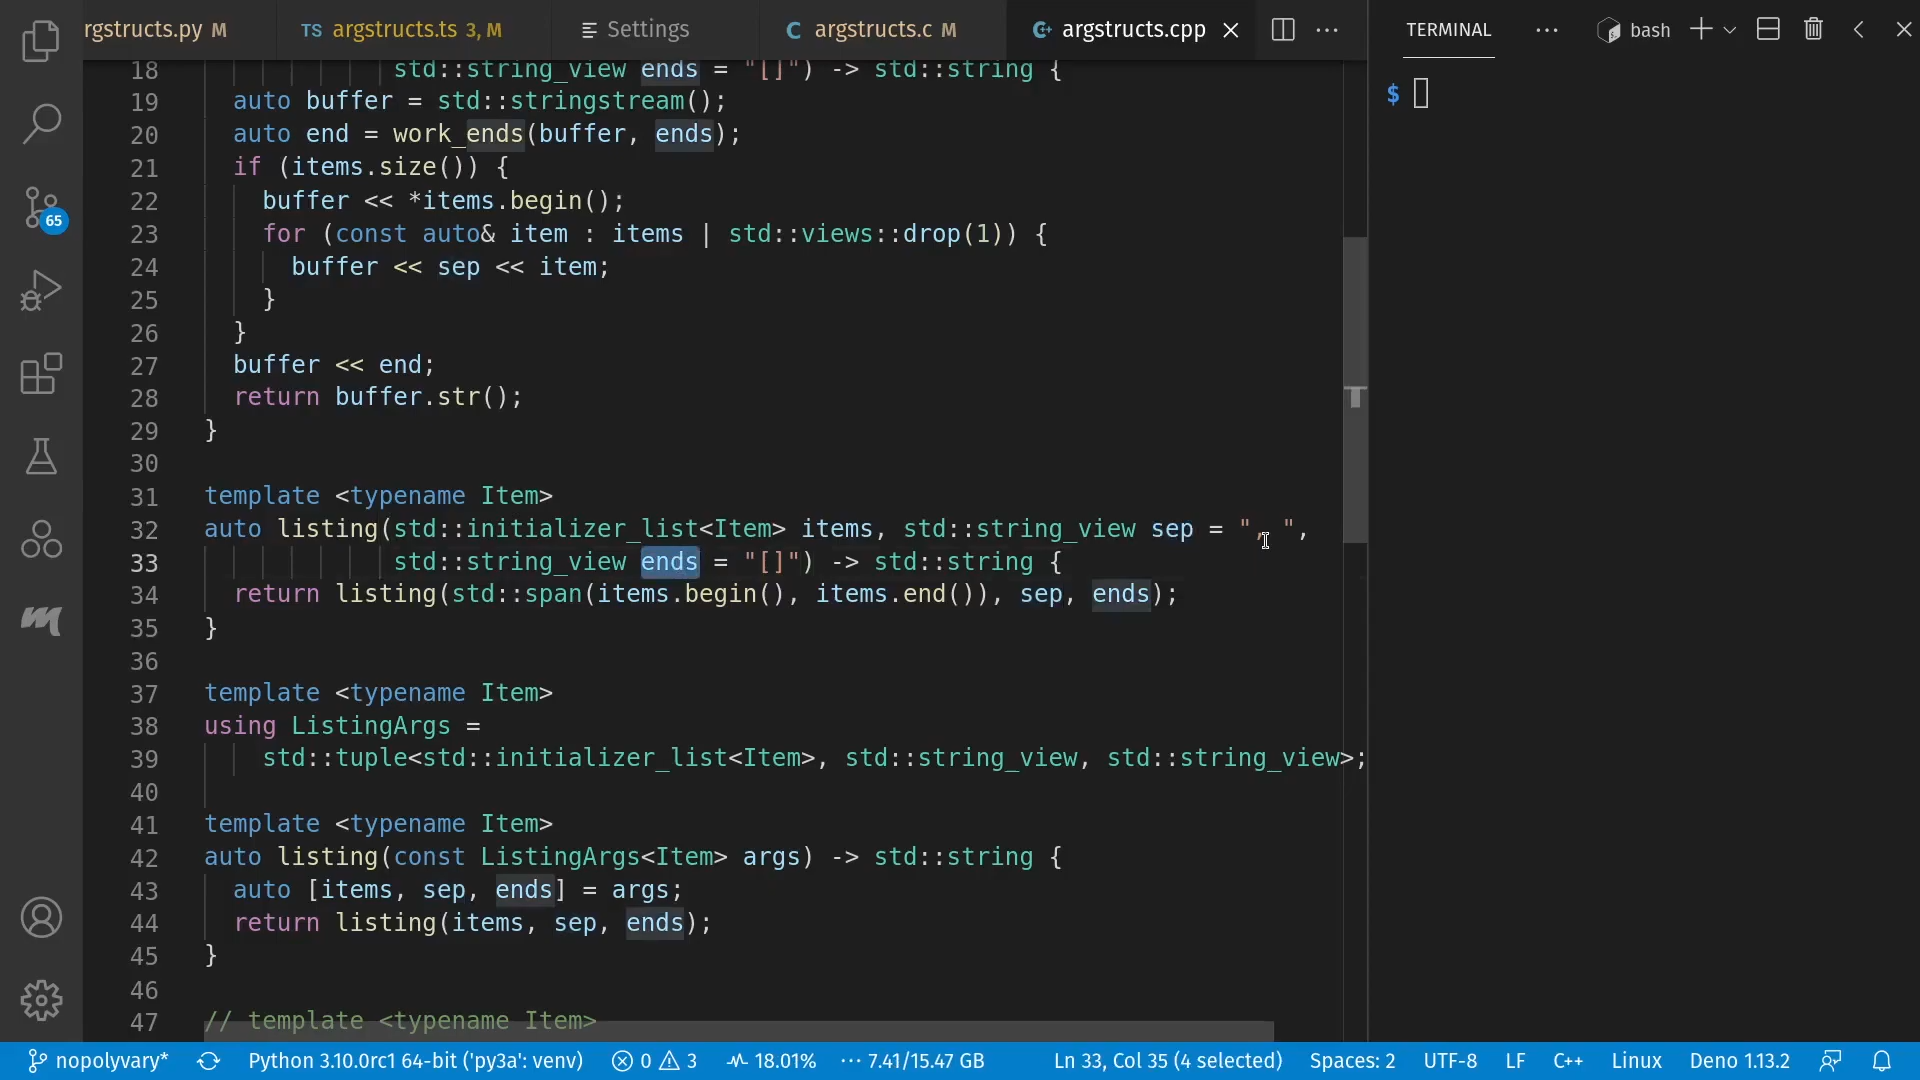 rgstructs.py M
TS argstructs.ts 3, M
Settings
C argstructs.c M
argstructs.cpp
TERMINAL
bash
$
18 std::string_view ends = "[]") -> std::string {
19 auto buffer = std::stringstream();
20 auto end = work_ends(buffer, ends);
21 if (items.size()) {
22 buffer << *items.begin();
23 for (const auto& item : items | std::views::drop(1)) {
24 buffer << sep << item;
25 }
26 }
27 buffer << end;
28 return buffer.str();
29 }
30
31 template <typename Item>
32 auto listing(std::initializer_list<Item> items, std::string_view sep = ", ",
33 std::string_view ends = "[]") -> std::string {
34 return listing(std::span(items.begin(), items.end()), sep, ends);
35 }
36
37 template <typename Item>
38 using ListingArgs =
39 std::tuple<std::initializer_list<Item>, std::string_view, std::string_view>;
40
41 template <typename Item>
42 auto listing(const ListingArgs<Item> args) -> std::string {
43 auto [items, sep, ends] = args;
44 return listing(items, sep, ends);
45 }
46
47 // template <typename Item>
65
nopolyvary* Python 3.10.0rc1 64-bit ('py3a': venv) 0 3 18.01% 7.41/15.47 GB Ln 33, Col 35 (4 selected) Spaces: 2 UTF-8 LF C++ Linux Deno 1.13.2